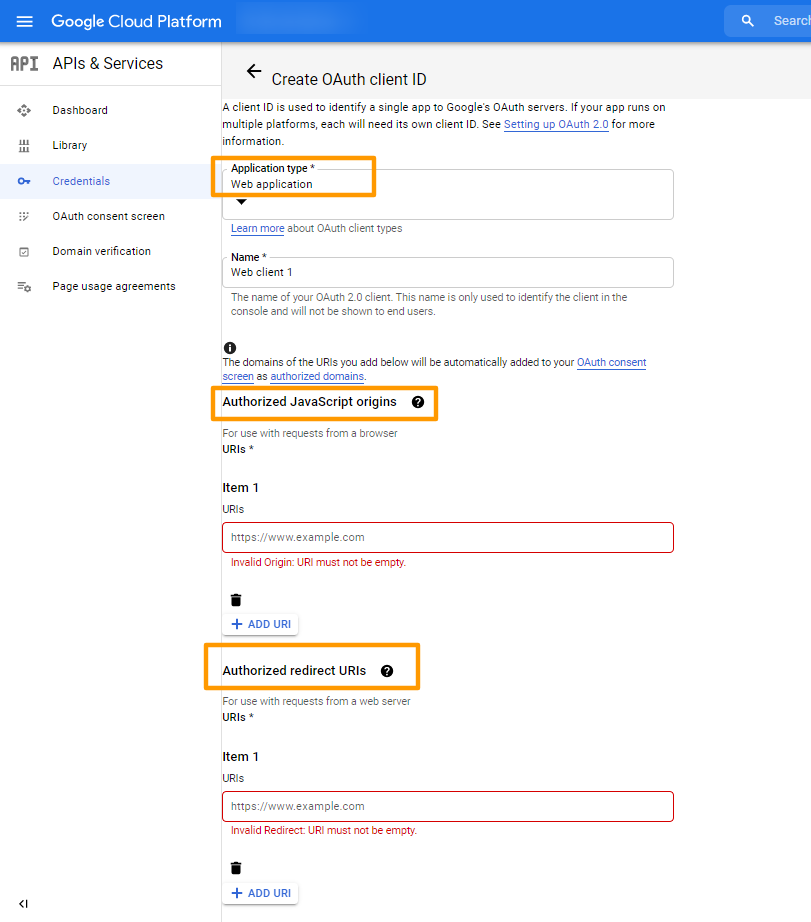 Google Cloud Platform
Search
API APIs & Services
Dashboard
Library
Credentials
OAuth consent screen
Domain verification
Page usage agreements
Create OAuth client ID
A client ID is used to identify a single app to Google's OAuth servers. If your app runs on
multiple platforms, each will need its own client ID. See Setting up OAuth 2.0 for more
information.
Application type *
Web application
Learn more about OAuth client types
Name *
Web client 1
The name of your OAuth 2.0 client. This name is only used to identify the client in the
console and will not be shown to end users.
The domains of the URIs you add below will be automatically added to your OAuth consent
screen as authorized domains.
Authorized JavaScript origins
For use with requests from a browser
URIs *
Item 1
URIs
https://www.example.com
Invalid Origin: URI must not be empty.
+ ADD URI
Authorized redirect URIs
For use with requests from a web server
URIs *
Item 1
URIs
https://www.example.com
Invalid Redirect: URI must not be empty.
+ ADD URI